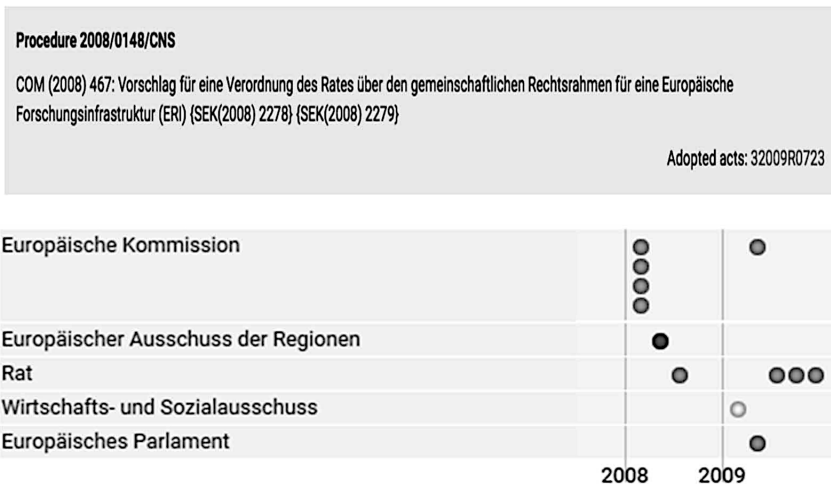 Procedure 2008/0148/CNS
COM (2008) 467: Vorschlag für eine Verordnung des Rates über den gemeinschaftlichen Rechtsrahmen für eine Europäische
Forschungsinfrastruktur (ERI) {SEK(2008) 2278} {SEK(2008) 2279}
Adopted acts: 32009R0723
Europäische Kommission
Europäischer Ausschuss der Regionen
Rat
Wirtschafts- und Sozialausschuss
Europäisches Parlament
2008 2009